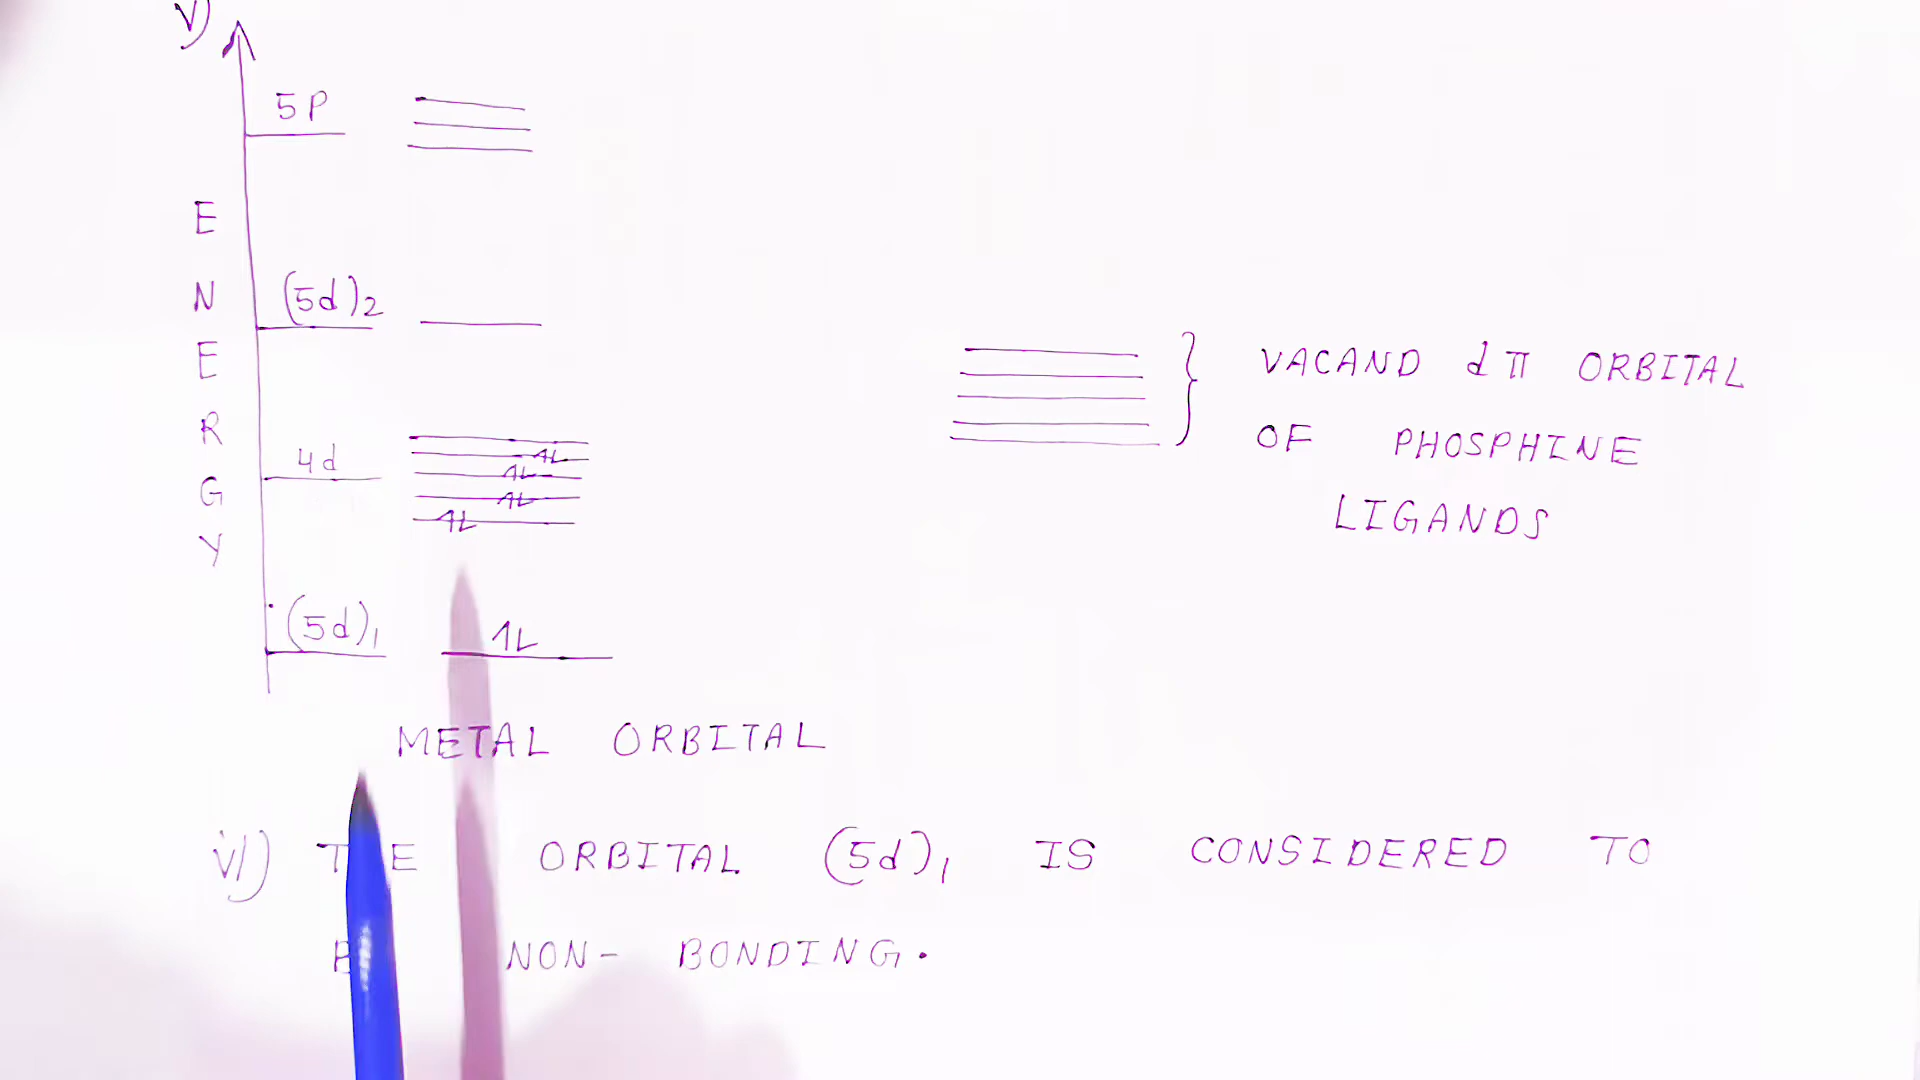 V)
5P
ENERGY
(5d)2
VACAND dπ ORBITAL
OF PHOSPHINE
LIGANDS
4d
(5d)1
METAL ORBITAL
VI) ORBITAL (5d)1 IS CONSIDERED TO
NON- BONDING.